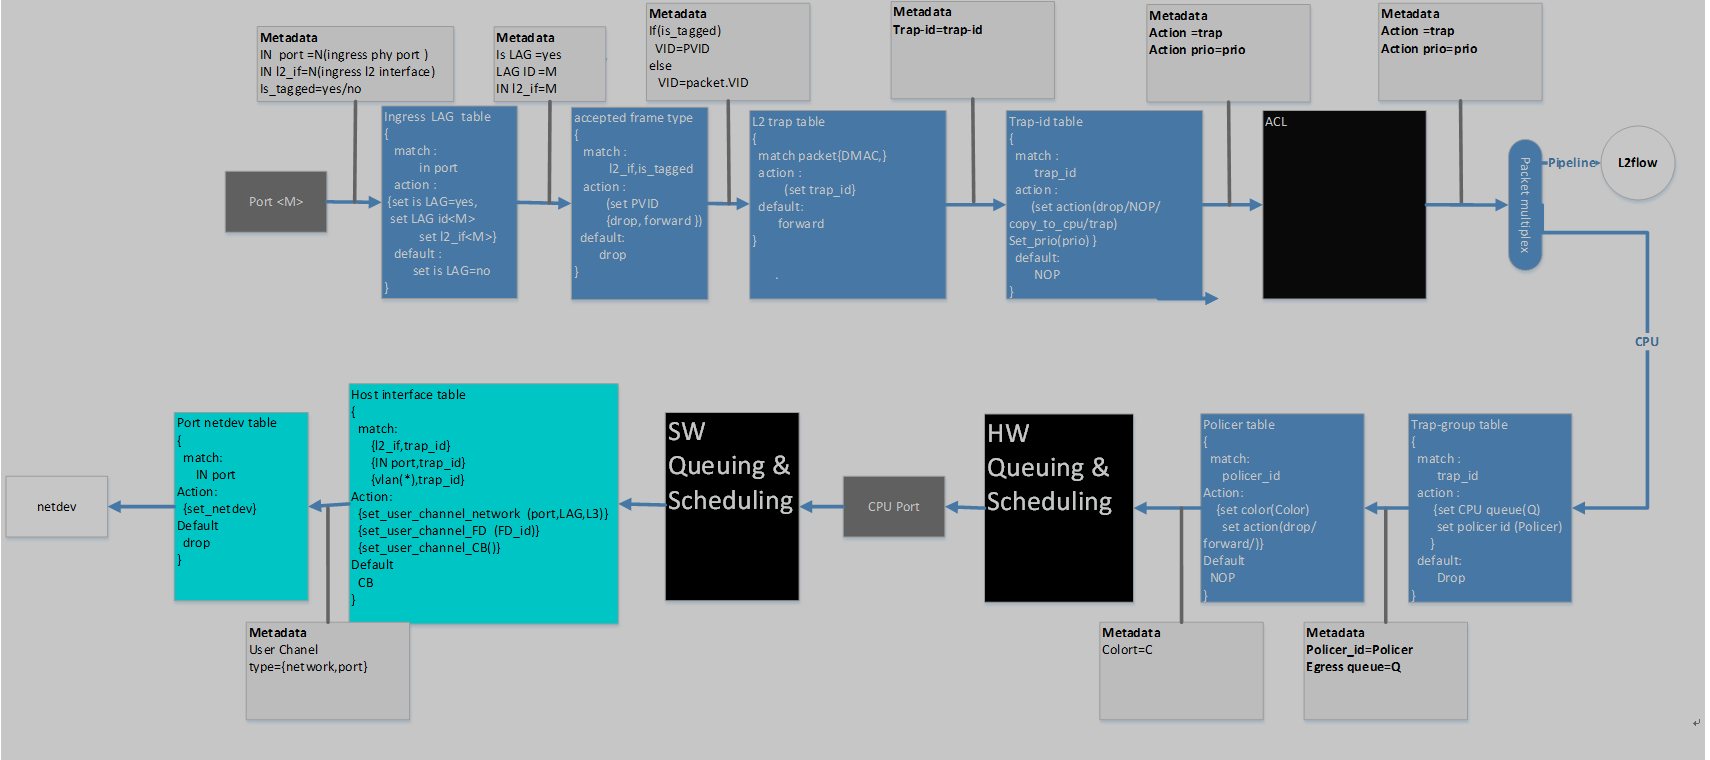 Metadata
IN  port =N(ingress phy port )
IN l2_if=N(ingress l2 interface)
Is_tagged=yes/no
Metadata
Is LAG =yes
LAG ID =M
IN l2_if=M
Metadata
If(is_tagged)
VID=PVID
else
VID=packet.VID
Metadata
Trap-id=trap-id
Metadata
Action =trap
Action prio=prio
Metadata
Action =trap
Action prio=prio
Port <M>
Ingress LAG  table
{
match :
in port
action :
{set is LAG=yes,
set LAG id<M>
set l2_if<M>}
default :
set is LAG=no
}
accepted frame type
{
match :
l2_if,is_tagged
action :
(set PVID
{drop, forward })
default:
drop
}
L2 trap table
{
match packet{DMAC,}
action :
(set trap_id}
default:
forward
}
.
Trap-id table
{
match :
trap_id
action :
(set action(drop/NOP/
copy_to_cpu/trap)
Set_prio(prio) }
default:
NOP
}
ACL
Packet multiplex
Pipeline
L2flow
CPU
Trap-group table
{
match :
trap_id
action :
{set CPU queue(Q)
set policer id (Policer)
}
default:
Drop
}
Metadata
Policer_id=Policer
Egress queue=Q
Policer table
{
match:
policer_id
Action:
{set color(Color)
set action(drop/
forward/)}
Default
NOP
}
Metadata
Colort=C
HW
Queuing &
Scheduling
CPU Port
SW
Queuing &
Scheduling
Host interface table
{
match:
{l2_if,trap_id}
{IN port,trap_id}
{vlan(*),trap_id}
Action:
{set_user_channel_network  (port,LAG,L3)}
{set_user_channel_FD  (FD_id)}
{set_user_channel_CB()}
Default
CB
}
Metadata
User Chanel
type={network,port}
Port netdev table
{
match:
IN port
Action:
{set_netdev}
Default
drop
}
netdev